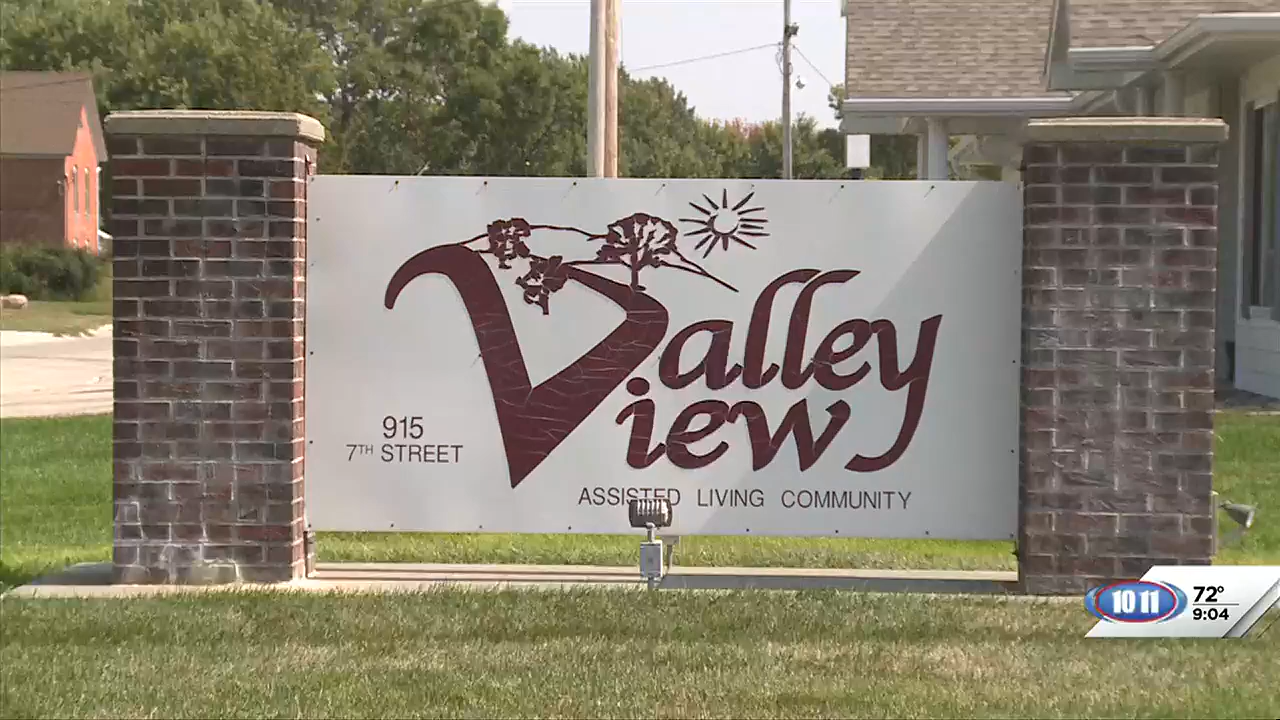 Valley
View
915
7TH STREET
ASSISTED LIVING COMMUNITY
10 11
72°
9:04